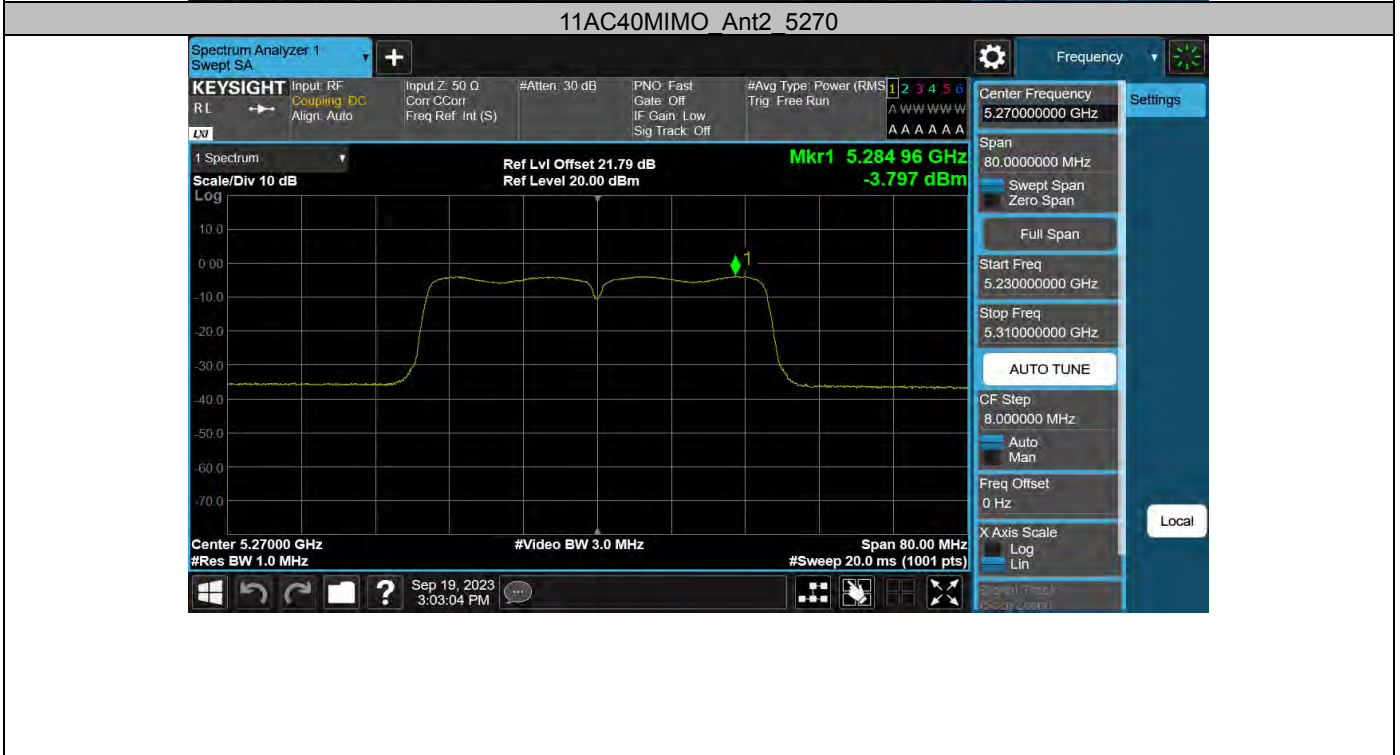 11AC40MIMO_Ant2_5270
Spectrum Analyzer 1
Swept SA
Frequency
KEYSIGHT
RL
LXI
Input: RF
Coupling: DC
Align: Auto
Input Z: 50 Ω
Corr CCorr
Freq Ref: Int (S)
#Atten: 30 dB
PNO: Fast
Gate: Off
IF Gain: Low
Sig Track: Off
#Avg Type: Power (RMS
Trig: Free Run
1 2 3 4 5 6
A W W W W W
A A A A A A
1 Spectrum
Scale/Div 10 dB
Ref Lvl Offset 21.79 dB
Ref Level 20.00 dBm
Mkr1 5.284 96 GHz
-3.797 dBm
Log
10.0
0.00
-10.0
-20.0
-30.0
-40.0
-50.0
-60.0
-70.0
1
Center 5.27000 GHz
#Res BW 1.0 MHz
#Video BW 3.0 MHz
Span 80.00 MHz
#Sweep 20.0 ms (1001 pts)
Center Frequency
5.270000000 GHz
Settings
Span
80.0000000 MHz
Swept Span
Zero Span
Full Span
Start Freq
5.230000000 GHz
Stop Freq
5.310000000 GHz
AUTO TUNE
CF Step
8.000000 MHz
Auto
Man
Freq Offset
0 Hz
X Axis Scale
Log
Lin
Local
Signal Track
(Span Zoom)
?
Sep 19, 2023
3:03:04 PM